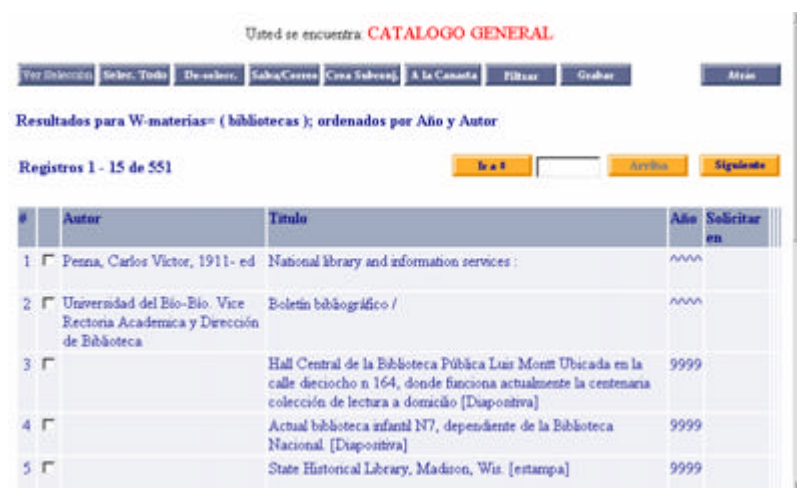 Usted se encuentra: CATALOGO GENERAL
Ver Selección Selec. Todo De-selecc. Salva/Correo Crea Subconj. A la Canasta Filtrar Grabar Atrás
Resultados para W-materias= ( bibliotecas ); ordenados por Año y Autor
Registros 1 - 15 de 551 Ir a # Arriba Siguiente
# Autor Titulo Año Solicitar
en
1 Penna, Carlos Víctor, 1911- ed National library and information services : ^^^^
2 Universidad del Bío-Bío. Vice Boletín bibliográfico / ^^^^
Rectoria Academica y Dirección
de Biblioteca
3 Hall Central de la Biblioteca Pública Luis Montt Ubicada en la 9999
calle dieciocho n 164, donde funciona actualmente la centenaria
colección de lectura a domicilio [Diapositiva]
4 Actual biblioteca infantil N7, dependiente de la Biblioteca 9999
Nacional. [Diapositiva]
5 State Historical Library, Madison, Wis. [estampa] 9999